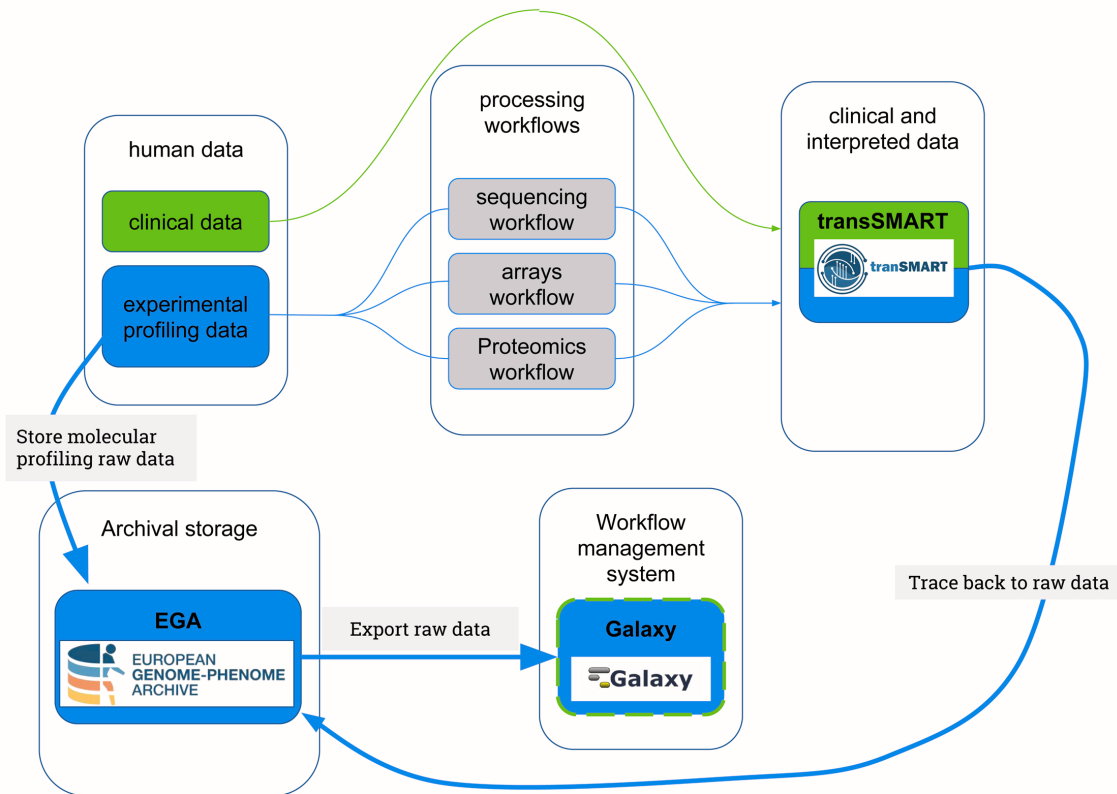 human data
clinical data
experimental
profiling data
processing
workflows
sequencing
workflow
arrays
workflow
Proteomics
workflow
clinical and
interpreted data
transSMART
tranSMART
Store molecular
profiling raw data
Archival storage
EGA
EUROPEAN
GENOME-PHENOME
ARCHIVE
Export raw data
Workflow
management
system
Galaxy
Galaxy
Trace back to raw data